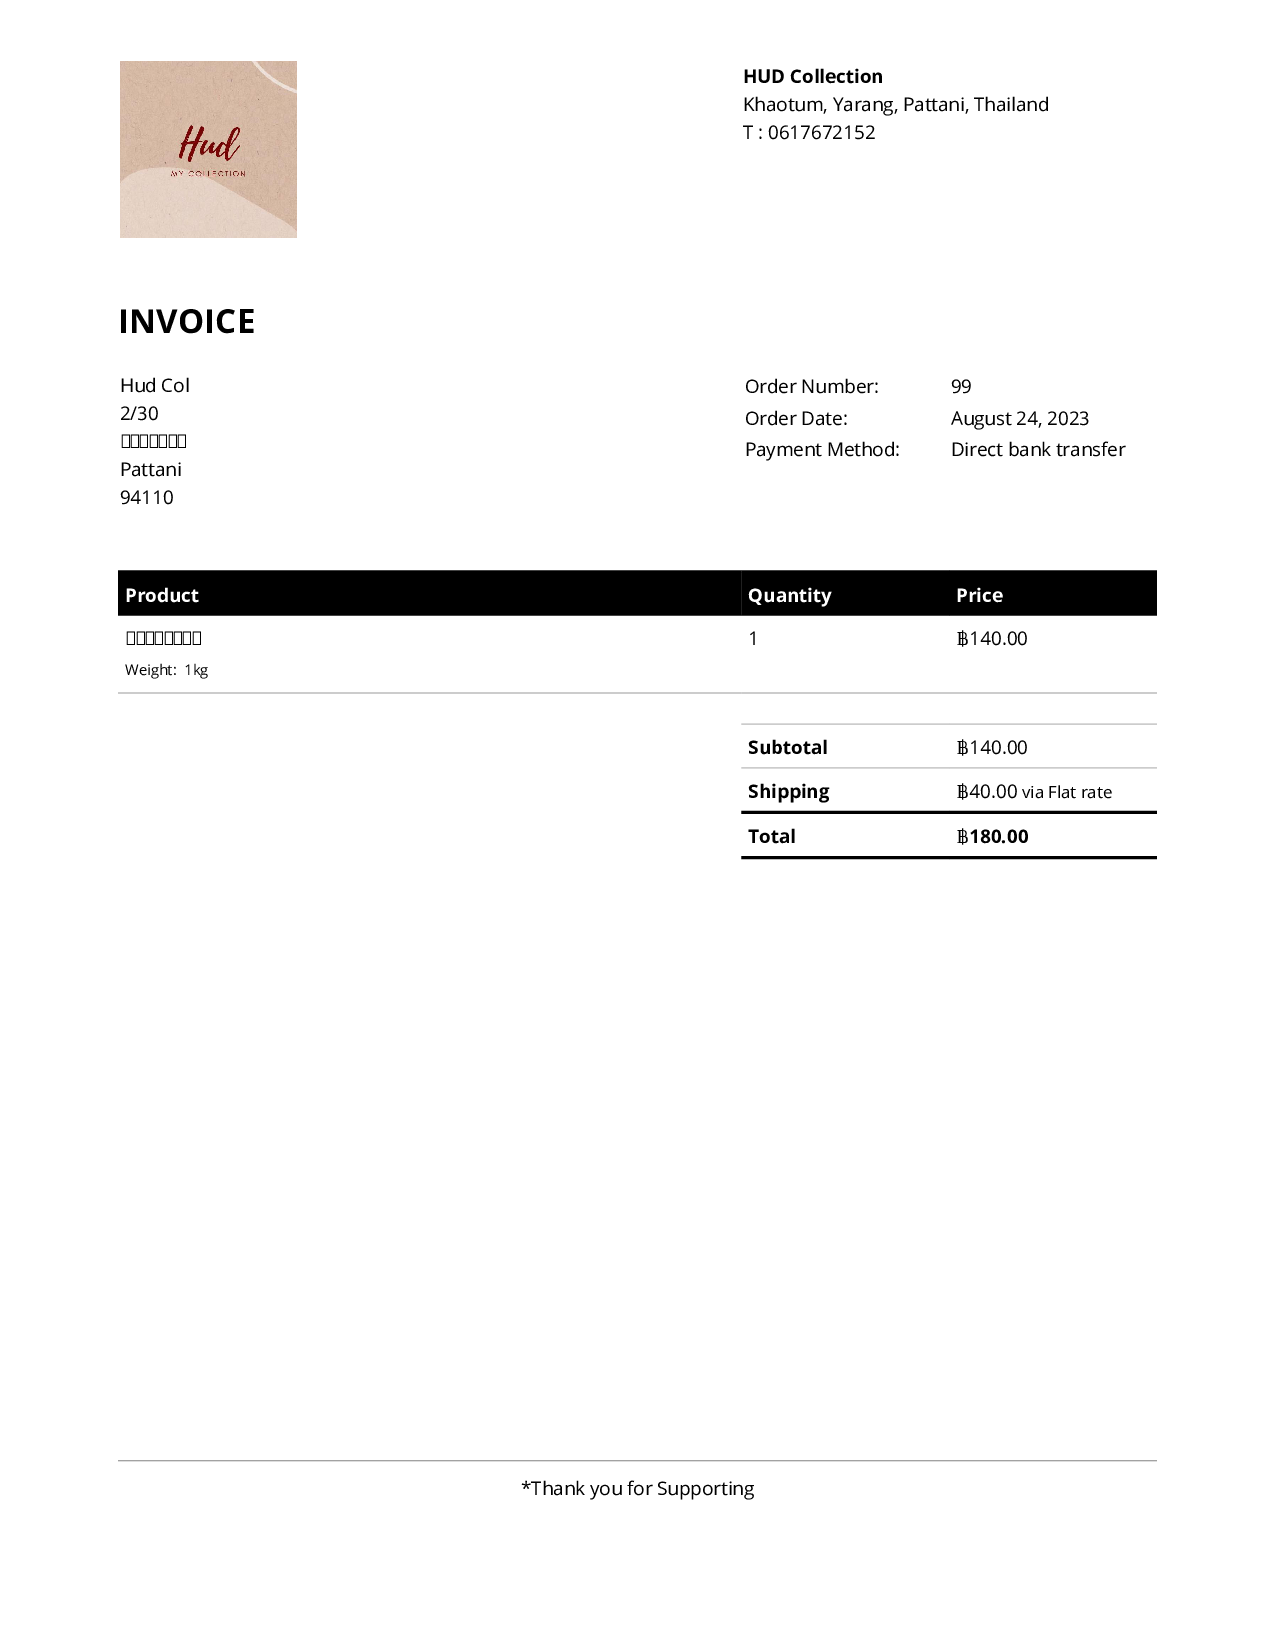 Hud
MY COLLECTION
HUD Collection
Khaotum, Yarang, Pattani, Thailand
T : 0617672152
INVOICE
Hud Col
2/30
Pattani
94110
Order Number: 99
Order Date: August 24, 2023
Payment Method: Direct bank transfer
Product Quantity Price
1 ฿140.00
Weight: 1kg
Subtotal ฿140.00
Shipping ฿40.00 via Flat rate
Total ฿180.00
*Thank you for Supporting